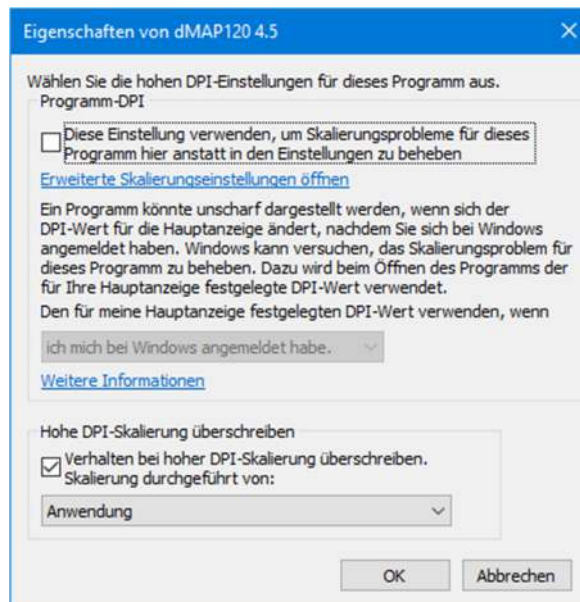 Eigenschaften von dMAP120 4.5
Wählen Sie die hohen DPI-Einstellungen für dieses Programm aus.
Programm-DPI
Diese Einstellung verwenden, um Skalierungsprobleme für dieses
Programm hier anstatt in den Einstellungen zu beheben
Erweiterte Skalierungseinstellungen öffnen
Ein Programm könnte unscharf dargestellt werden, wenn sich der
DPI-Wert für die Hauptanzeige ändert, nachdem Sie sich bei Windows
angemeldet haben. Windows kann versuchen, das Skalierungsproblem für
dieses Programm zu beheben. Dazu wird beim Öffnen des Programms der
für Ihre Hauptanzeige festgelegte DPI-Wert verwendet.
Den für meine Hauptanzeige festgelegten DPI-Wert verwenden, wenn
ich mich bei Windows angemeldet habe.
Weitere Informationen
Hohe DPI-Skalierung überschreiben
Verhalten bei hoher DPI-Skalierung überschreiben.
Skalierung durchgeführt von:
Anwendung
OK
Abbrechen